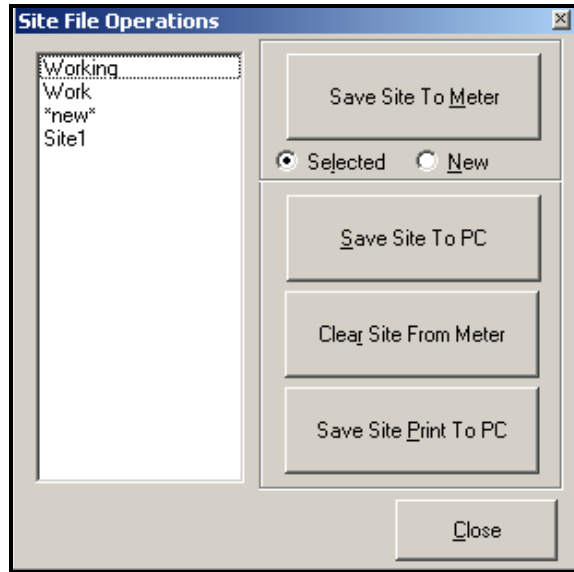 Site File Operations
Working
Work
*new*
Site1
Save Site To Meter
Selected
New
Save Site To PC
Clear Site From Meter
Save Site Print To PC
Close